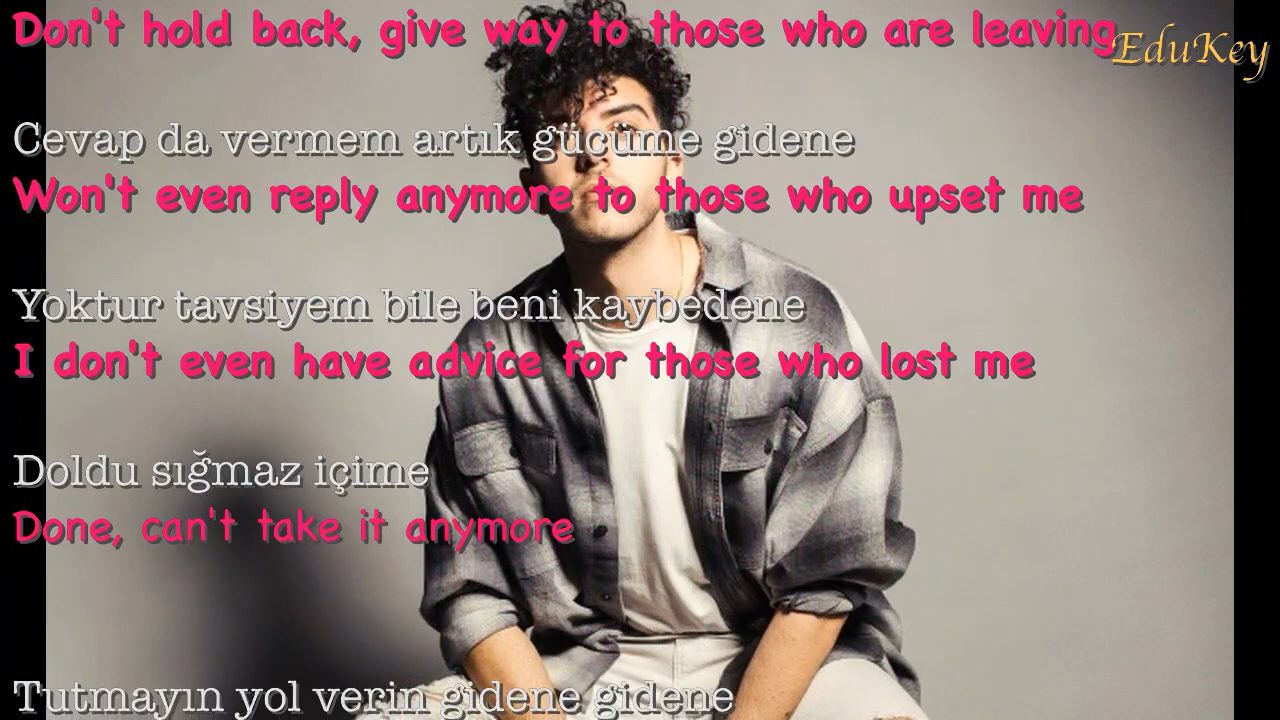 Don't hold back, give way to those who are leaving
EduKey
Cevap da vermem artık gücüme gidene
Won't even reply anymore to those who upset me
Yoktur tavsiyem bile beni kaybedene
I don't even have advice for those who lost me
Doldu sığmaz içime
Done, can't take it anymore
Tutmayın yol verin gidene gidene